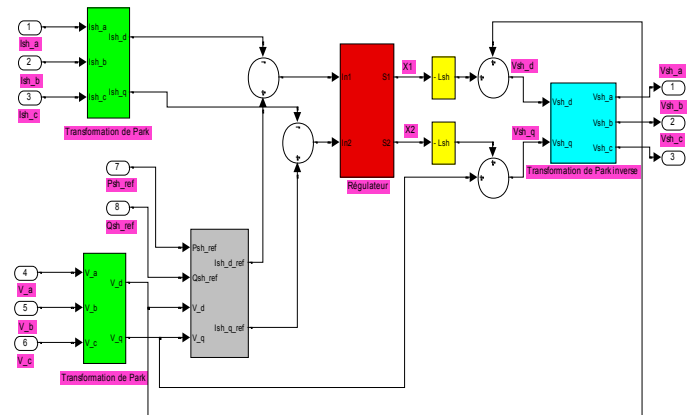 1
Ish_a
2
Ish_b
3
Ish_c
Ish_a
Ish_b
Ish_c
Ish_d
Ish_q
Transformation de Park
7
Psh_ref
8
Qsh_ref
4
V_a
5
V_b
6
V_c
V_a
V_b
V_c
V_d
V_q
Transformation de Park
Psh_ref
Qsh_ref
V_d
V_q
Ish_d_ref
Ish_q_ref
In1
In2
S1
S2
Régulateur
X1
X2
- Lsh
- Lsh
Vsh_d
Vsh_q
Vsh_d
Vsh_q
Vsh_a
Vsh_b
Vsh_c
Transformation de Park inverse
Vsh_a
1
Vsh_b
2
Vsh_c
3